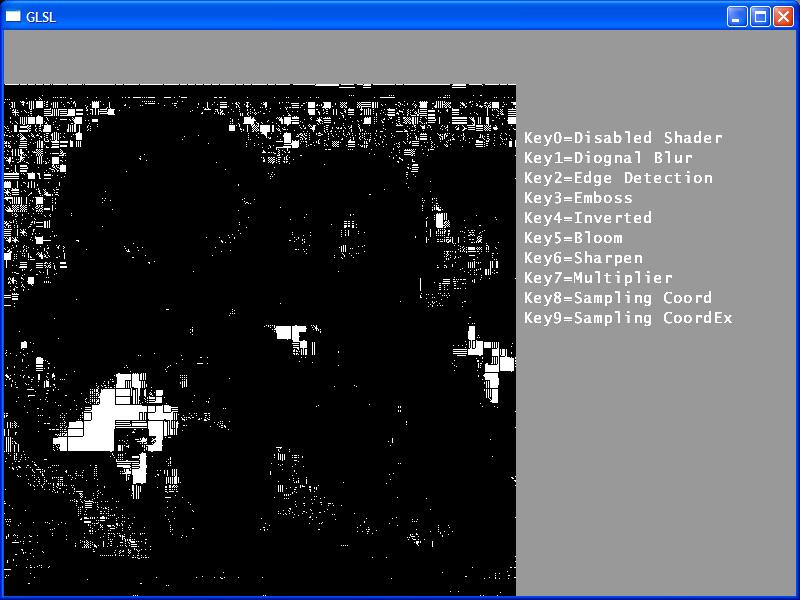 GLSL
Key0=Disabled Shader
Key1=Diognal Blur
Key2=Edge Detection
Key3=Emboss
Key4=Inverted
Key5=Bloom
Key6=Sharpen
Key7=Multiplier
Key8=Sampling Coord
Key9=Sampling CoordEx